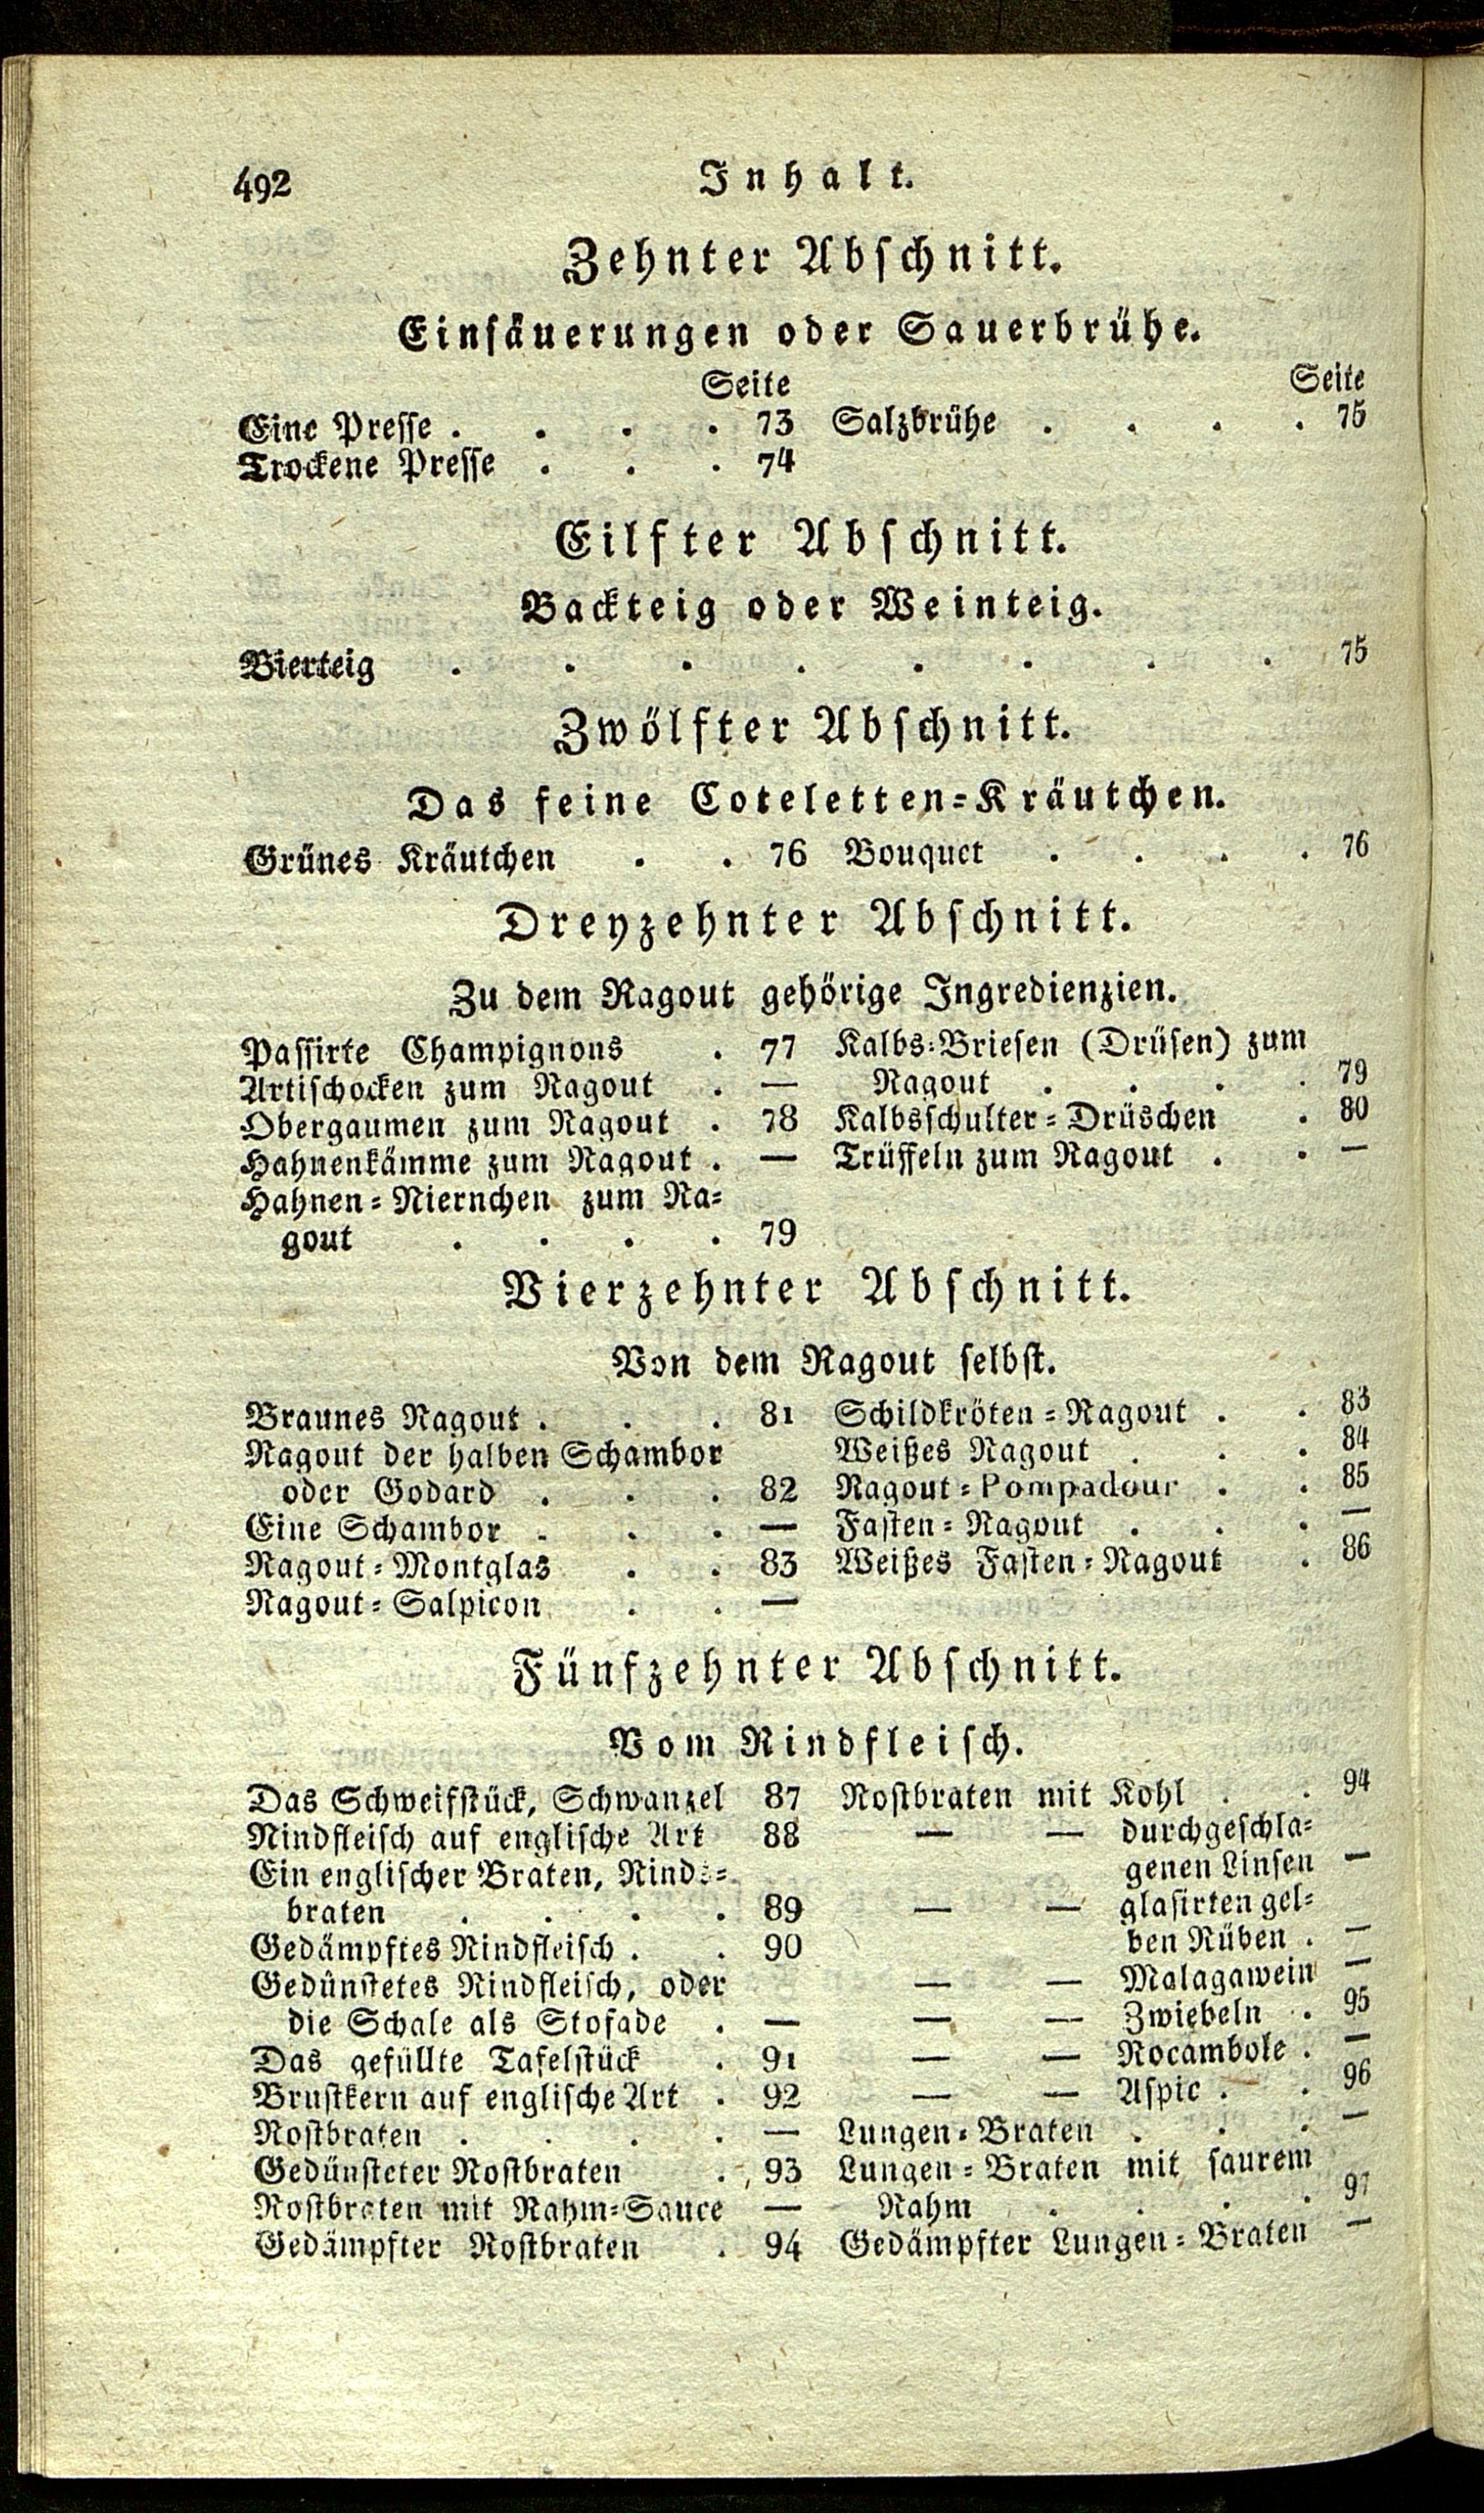 492 Inhalt.
Zehnter Abschnitt.
Einsäuerungen oder Sauerbrühe.
Seite
Eine Presse . . . . 73
Trockene Presse . . . 74
Seite
Salzbrühe . . . . 75
Eilfter Abschnitt.
Backteig oder Weinteig.
Bierteig . . . . . . . . 75
Zwölfter Abschnitt.
Das feine Coteletten=Kräutchen.
Grünes Kräutchen . . 76
Bouquet . . . . 76
Dreyzehnter Abschnitt.
Zu dem Ragout gehörige Ingredienzien.
Passirte Champignons . 77
Artischocken zum Ragout . —
Obergaumen zum Ragout . 78
Hahnenkämme zum Ragout . —
Hahnen=Niernchen zum Ra=
gout . . . . 79
Kalbs=Briesen (Drüsen) zum
Ragout . . . . 79
Kalbsschulter=Drüschen . 80
Trüffeln zum Ragout . . —
Vierzehnter Abschnitt.
Von dem Ragout selbst.
Braunes Ragout . . . 81
Ragout der halben Schambor
oder Godard . . . 82
Eine Schambor . . . —
Ragout=Montglas . . 83
Ragout=Salpicon . . —
Schildkröten=Ragout . . 83
Weißes Ragout . . . 84
Ragout=Pompadour . . 85
Fasten=Ragout . . . —
Weißes Fasten=Ragout . 86
Fünfzehnter Abschnitt.
Vom Rindfleisch.
Das Schweifstück, Schwanzel 87
Rindfleisch auf englische Art 88
Ein englischer Braten, Rinds=
braten . . . . 89
Gedämpftes Rindfleisch . . 90
Gedünstetes Rindfleisch, oder
die Schale als Stofade . —
Das gefüllte Tafelstück . 91
Brustkern auf englische Art . 92
Rostbraten . . . . —
Gedünsteter Rostbraten . 93
Rostbraten mit Rahm=Sauce —
Gedämpfter Rostbraten . 94
Rostbraten mit Kohl . . 94
— — durchgeschla=
genen Linsen —
— — glasirten gel=
ben Rüben . —
— — Malagawein —
— — Zwiebeln . 95
— — Rocambole . —
— — Aspic . . 96
Lungen=Braten . . . —
Lungen=Braten mit saurem
Rahm . . . . 97
Gedämpfter Lungen=Braten —